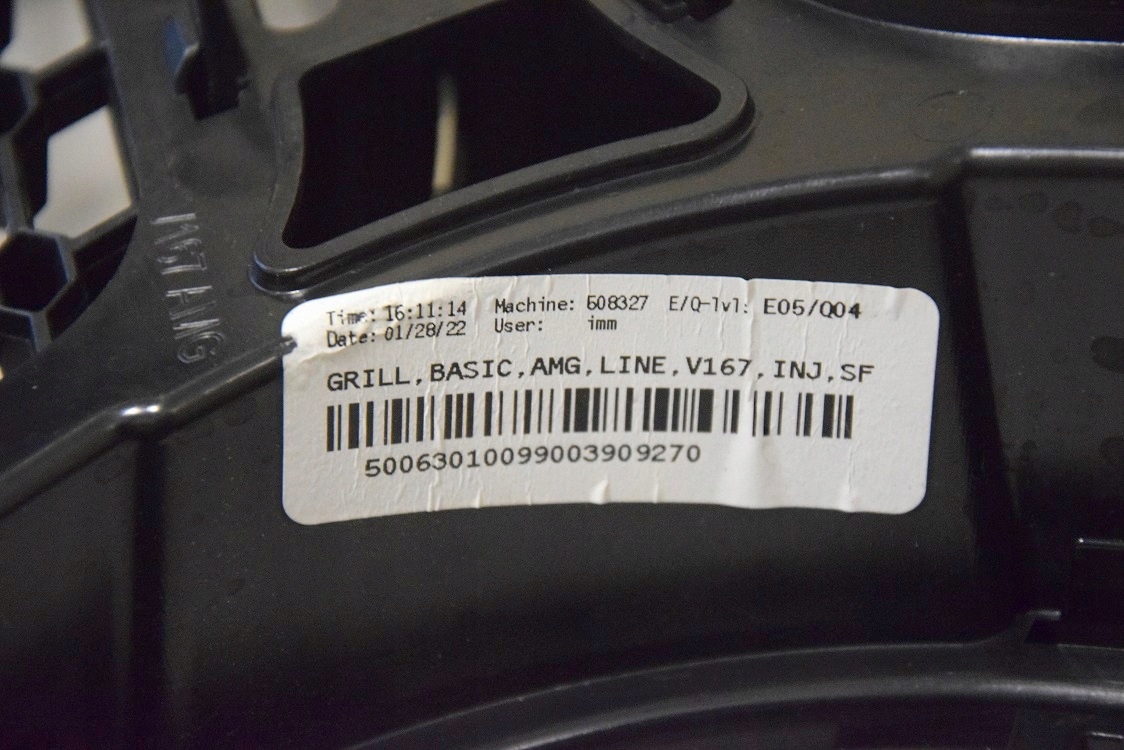 Time: 16:11:14 Machine: 508327 E/Q-lvl: E05/Q04
Date: 01/28/22 User: imm
GRILL,BASIC,AMG,LINE,V167,INJ,SF
50063010099003909270